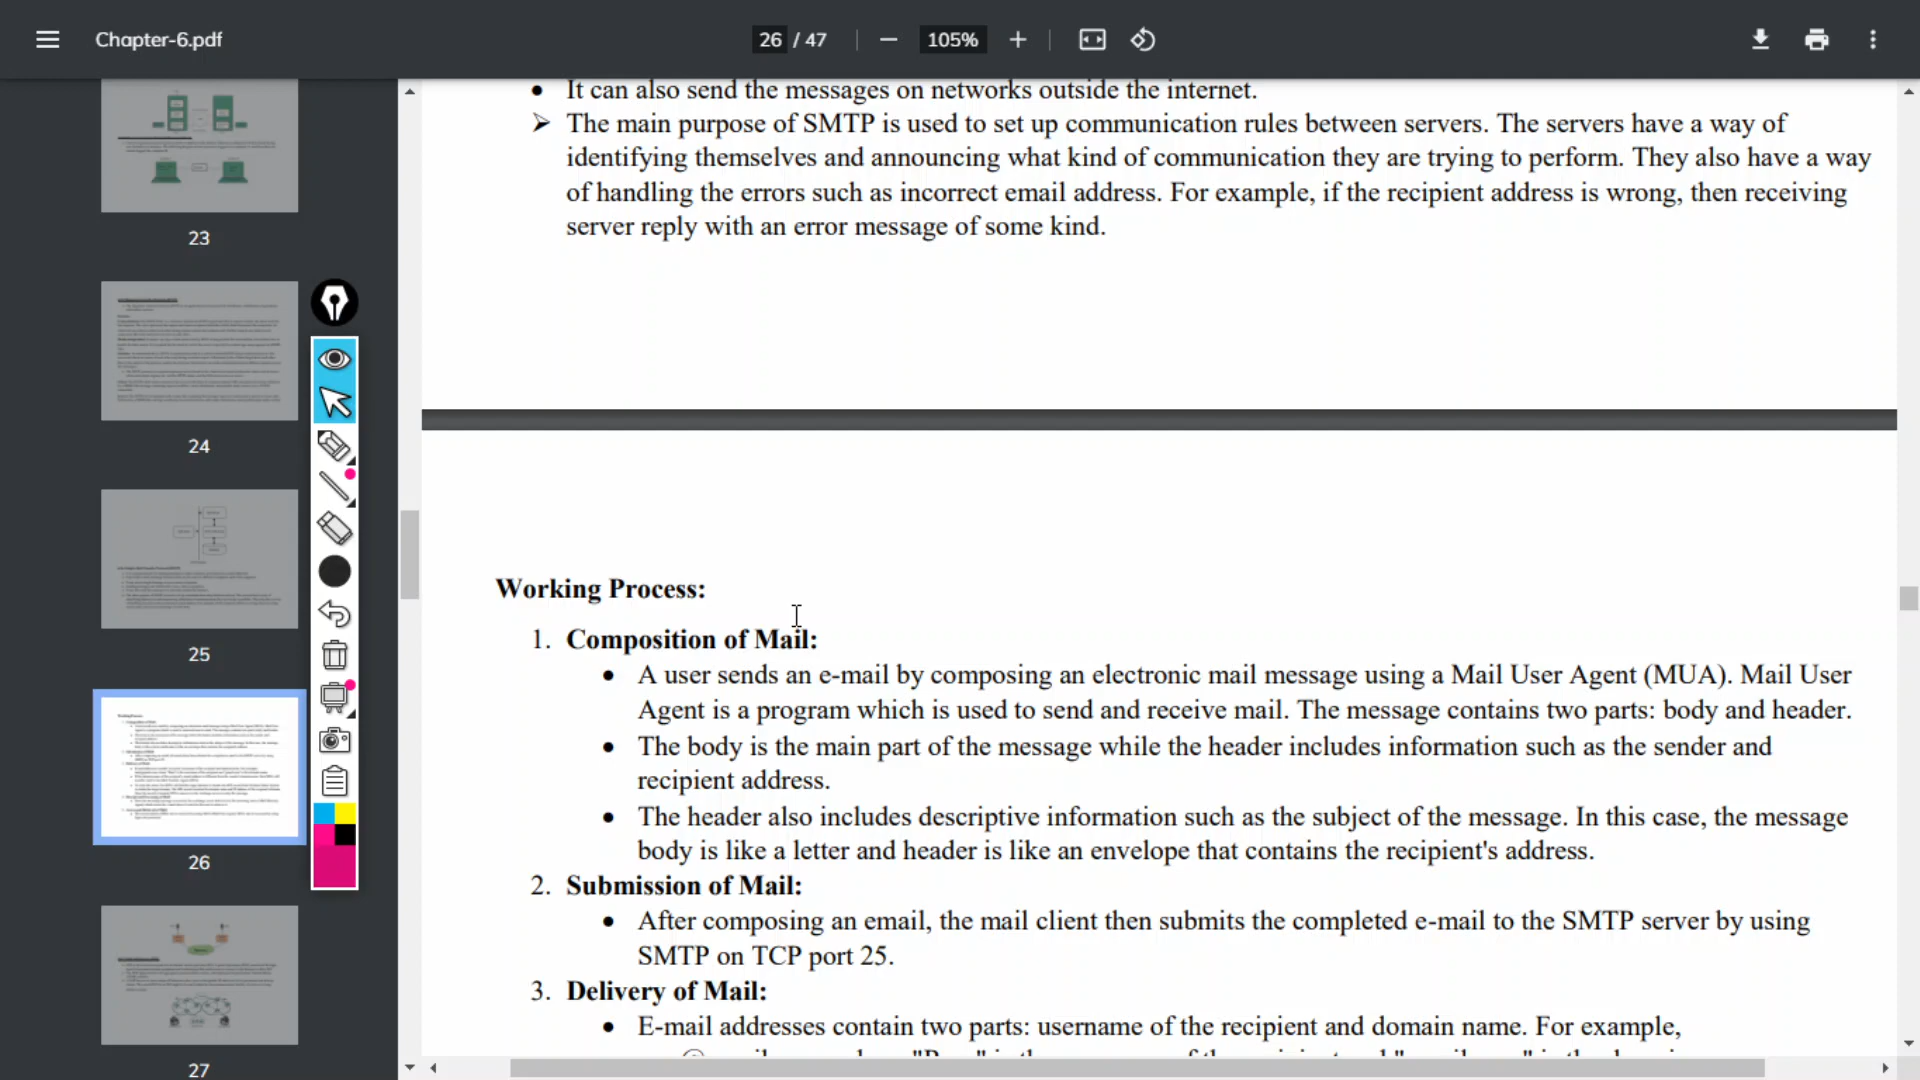 Chapter-6.pdf
26 / 47
105%
23
24
25
26
27
• It can also send the messages on networks outside the internet.
➢ The main purpose of SMTP is used to set up communication rules between servers. The servers have a way of
identifying themselves and announcing what kind of communication they are trying to perform. They also have a way
of handling the errors such as incorrect email address. For example, if the recipient address is wrong, then receiving
server reply with an error message of some kind.
Working Process:
1. Composition of Mail:
• A user sends an e-mail by composing an electronic mail message using a Mail User Agent (MUA). Mail User
Agent is a program which is used to send and receive mail. The message contains two parts: body and header.
• The body is the main part of the message while the header includes information such as the sender and
recipient address.
• The header also includes descriptive information such as the subject of the message. In this case, the message
body is like a letter and header is like an envelope that contains the recipient's address.
2. Submission of Mail:
• After composing an email, the mail client then submits the completed e-mail to the SMTP server by using
SMTP on TCP port 25.
3. Delivery of Mail:
• E-mail addresses contain two parts: username of the recipient and domain name. For example,